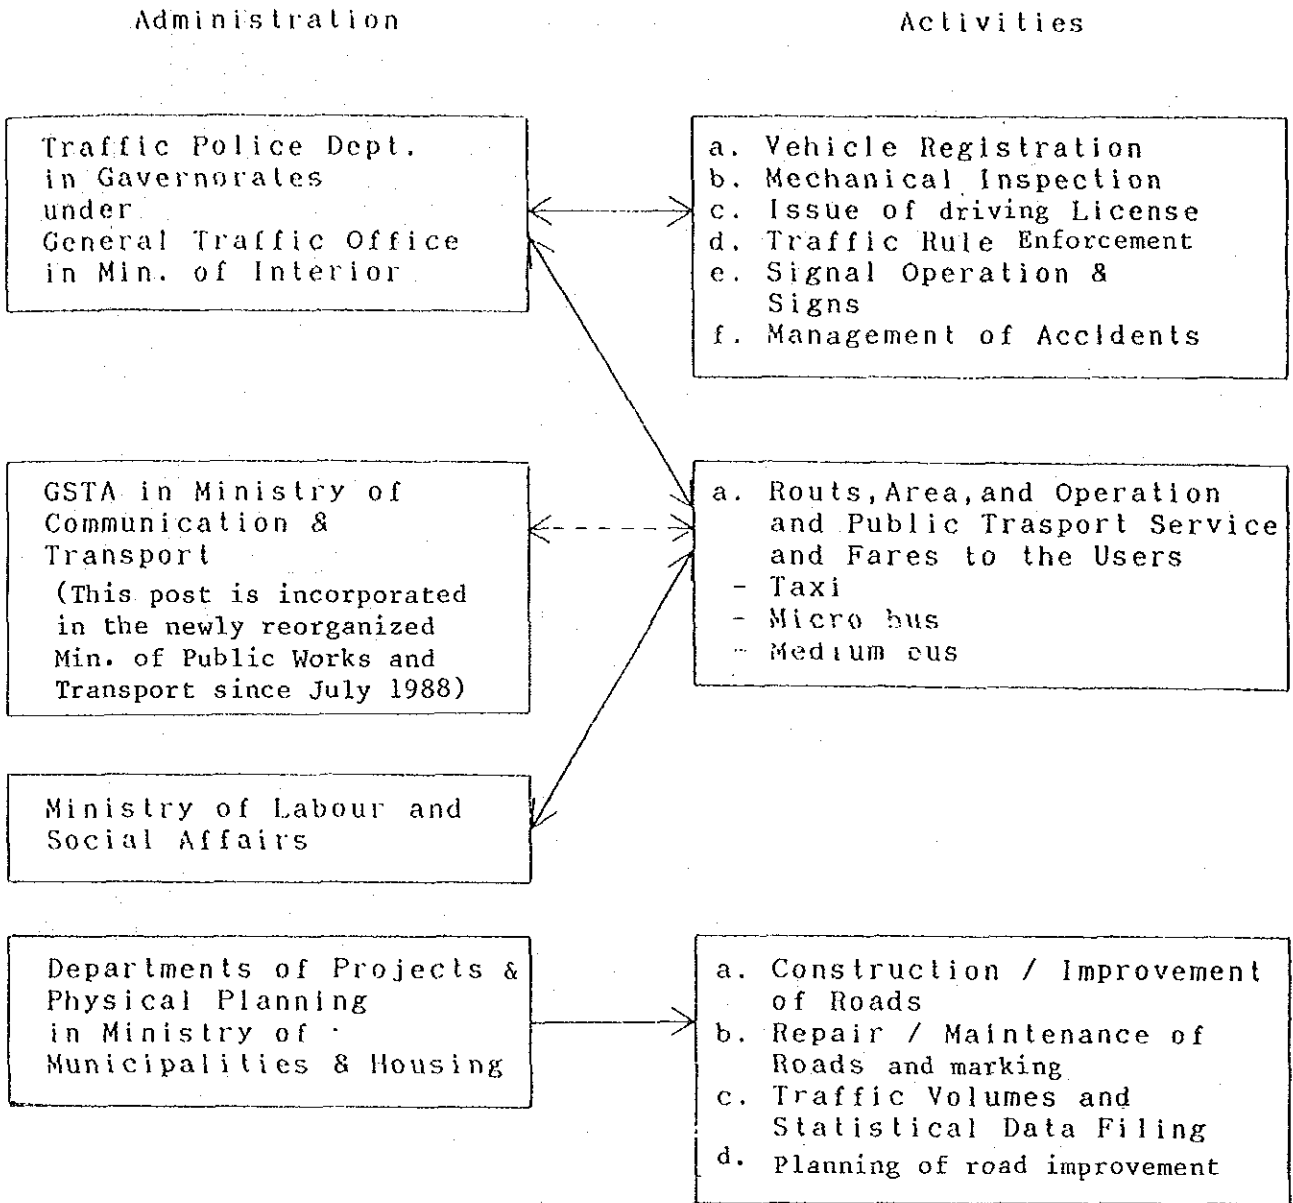 Administration
Activities
Traffic Police Dept.
in Gavernorates
under
General Traffic Office
in Min. of Interior
a. Vehicle Registration
b. Mechanical Inspection
c. Issue of driving License
d. Traffic Rule Enforcement
e. Signal Operation &
Signs
f. Management of Accidents
GSTA in Ministry of
Communication &
Transport
(This post is incorporated
in the newly reorganized
Min. of Public Works and
Transport since July 1988)
a. Routs,Area,and Operation
and Public Trasport Service
and Fares to the Users
- Taxi
- Micro bus
- Medium cus
Ministry of Labour and
Social Affairs
Departments of Projects &
Physical Planning
in Ministry of
Municipalities & Housing
a. Construction / Improvement
of Roads
b. Repair / Maintenance of
Roads and marking
c. Traffic Volumes and
Statistical Data Filing
d. Planning of road improvement